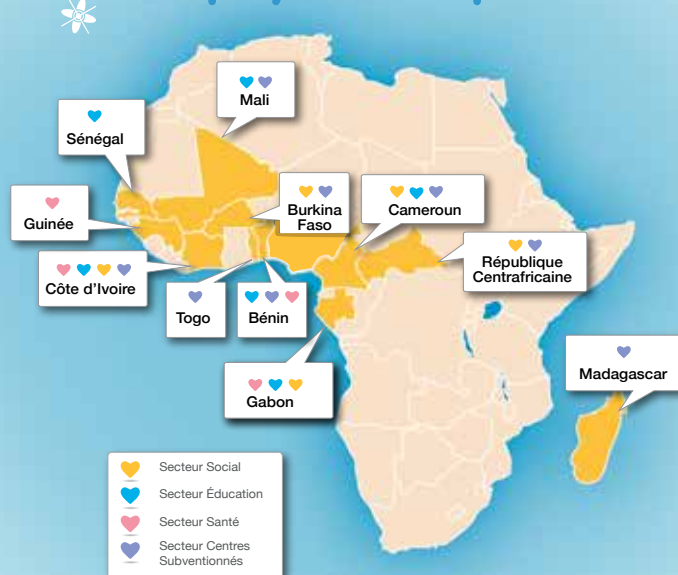 Mali
Sénégal
Guinée
Burkina
Faso
Cameroun
République
Centrafricaine
Côte d'Ivoire
Togo
Bénin
Gabon
Madagascar
Secteur Social
Secteur Éducation
Secteur Santé
Secteur Centres
Subventionnés